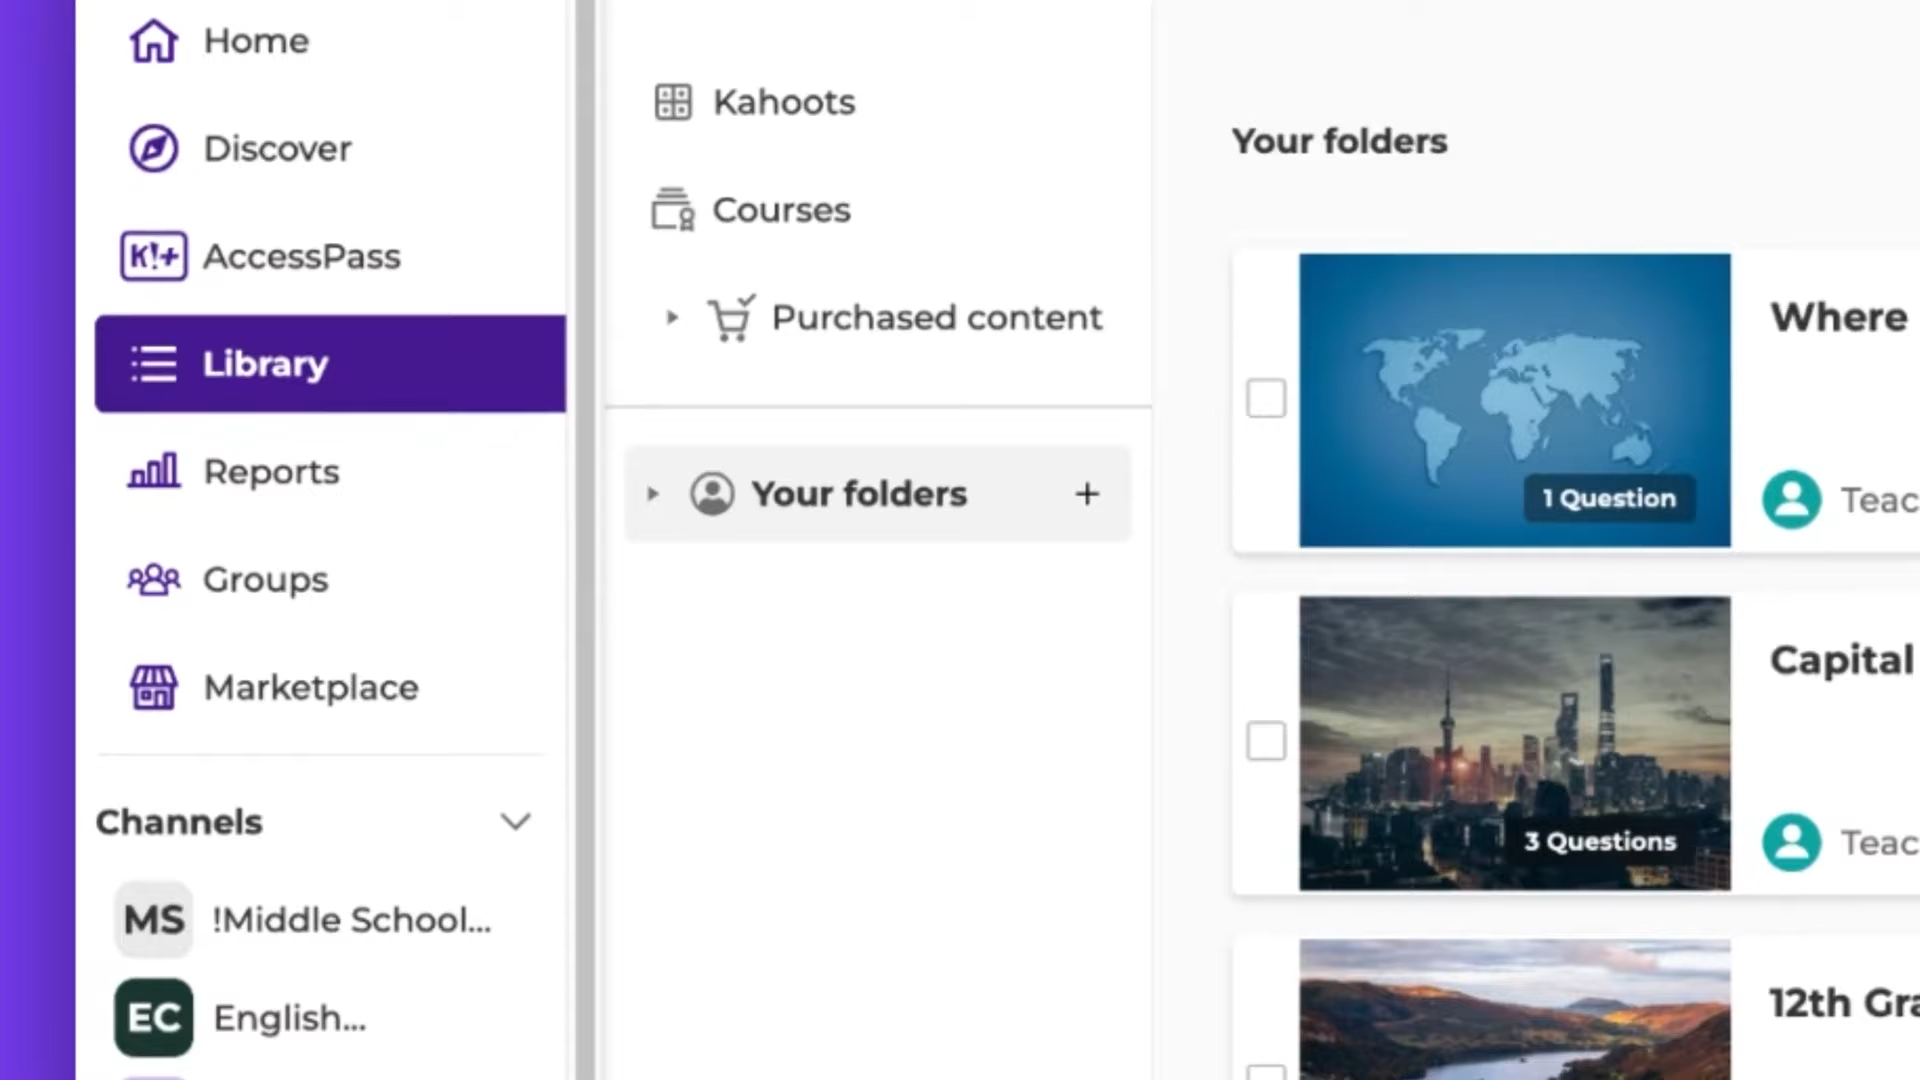 Home
Discover
K!+ AccessPass
Library
Reports
Groups
Marketplace
Channels
MS !Middle School...
EC English...
Kahoots
Courses
Purchased content
Your folders +
Your folders
Where
1 Question
Teac
Capital
3 Questions
Teac
12th Gra